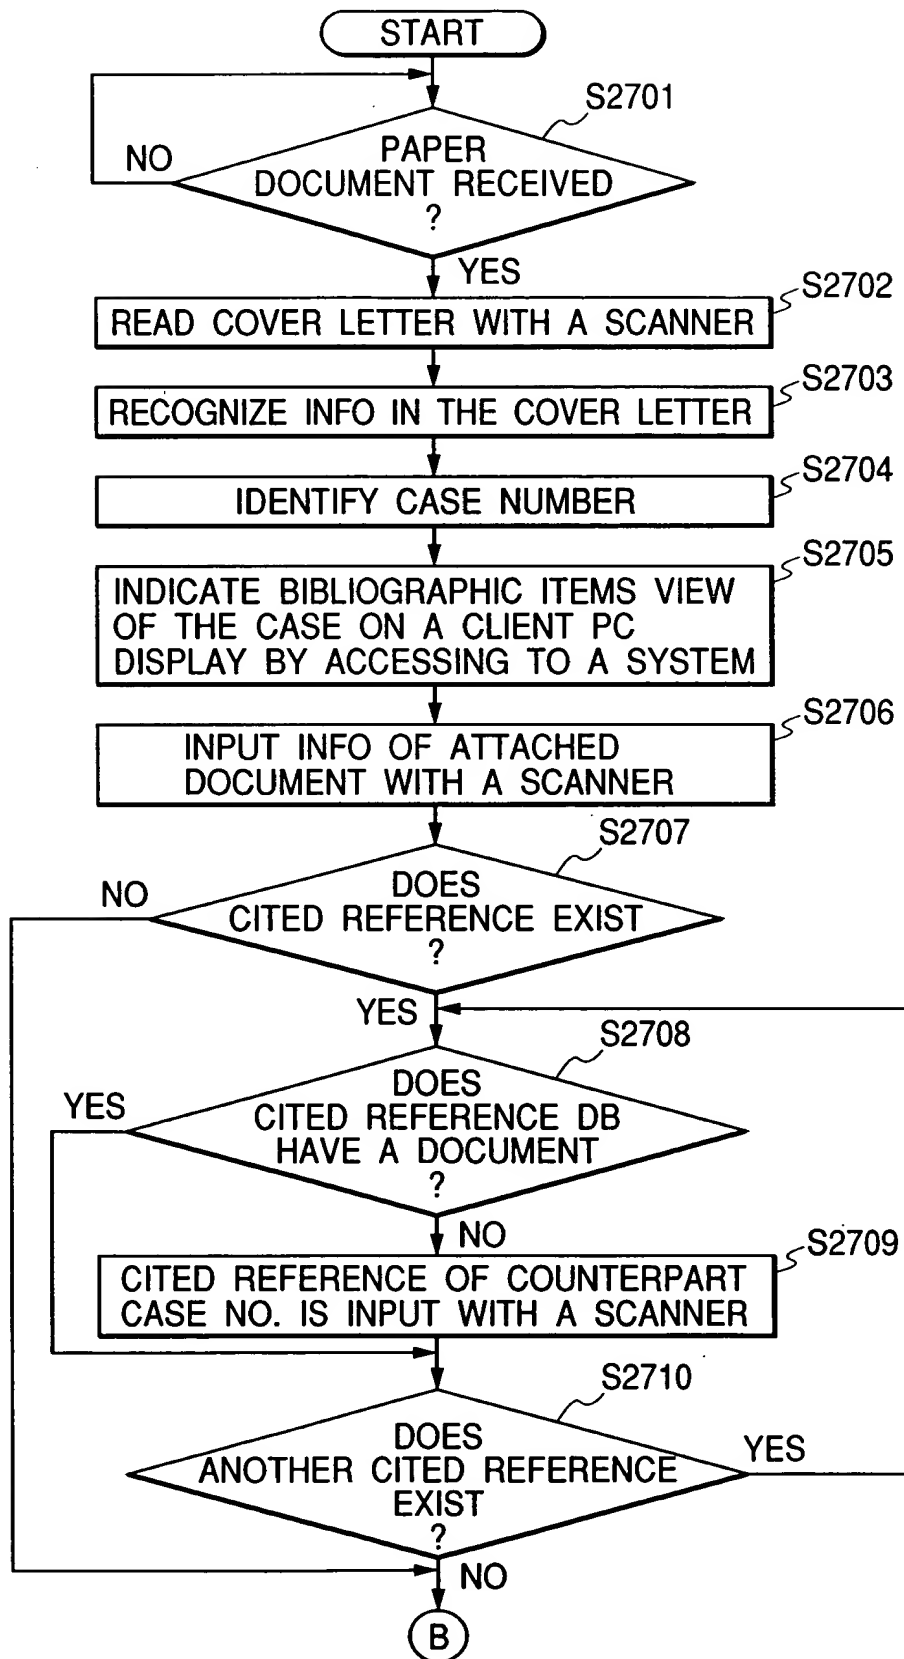 START
S2701
NO
PAPER
DOCUMENT RECEIVED
?
YES
S2702
READ COVER LETTER WITH A SCANNER
S2703
RECOGNIZE INFO IN THE COVER LETTER
S2704
IDENTIFY CASE NUMBER
S2705
INDICATE BIBLIOGRAPHIC ITEMS VIEW
OF THE CASE ON A CLIENT PC
DISPLAY BY ACCESSING TO A SYSTEM
S2706
INPUT INFO OF ATTACHED
DOCUMENT WITH A SCANNER
S2707
NO
DOES
CITED REFERENCE EXIST
?
YES
S2708
YES
DOES
CITED REFERENCE DB
HAVE A DOCUMENT
?
NO
S2709
CITED REFERENCE OF COUNTERPART
CASE NO. IS INPUT WITH A SCANNER
S2710
DOES
ANOTHER CITED REFERENCE
EXIST
?
YES
NO
B